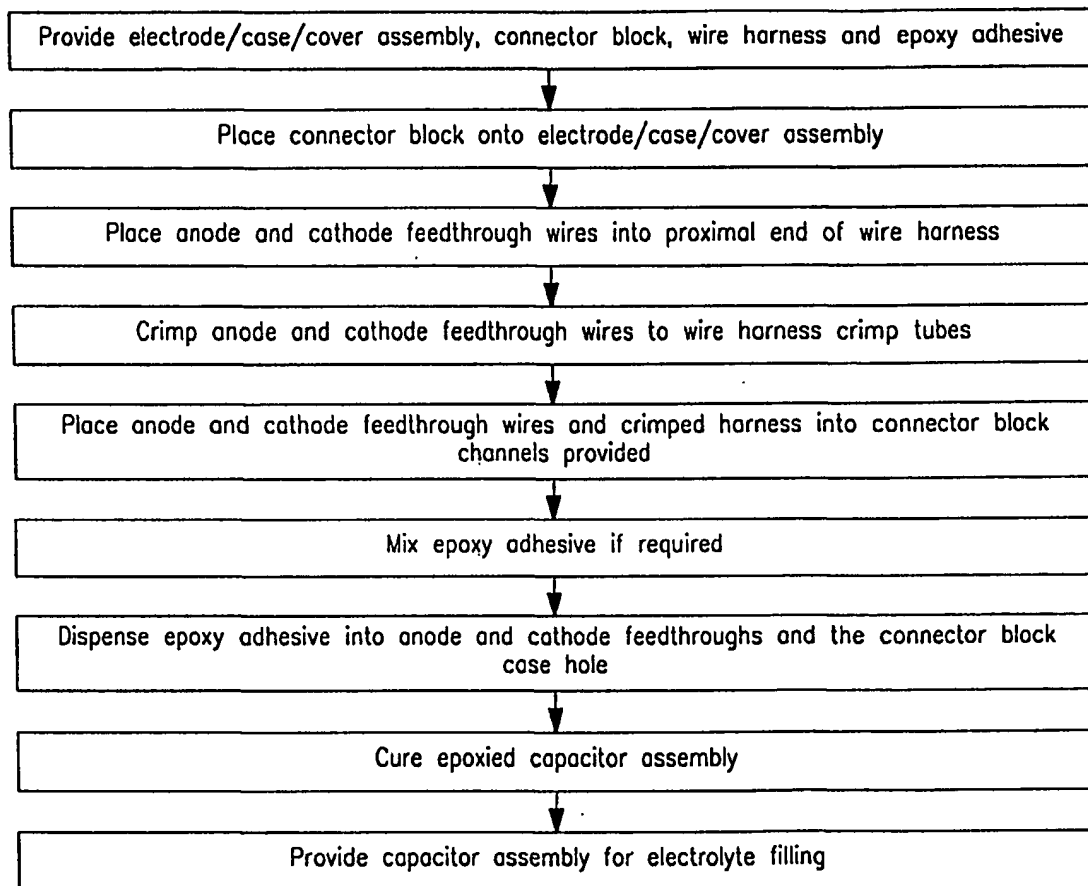 Provide electrode/case/cover assembly, connector block, wire harness and epoxy adhesive
Place connector block onto electrode/case/cover assembly
Place anode and cathode feedthrough wires into proximal end of wire harness
Crimp anode and cathode feedthrough wires to wire harness crimp tubes
Place anode and cathode feedthrough wires and crimped harness into connector block
channels provided
Mix epoxy adhesive if required
Dispense epoxy adhesive into anode and cathode feedthroughs and the connector block
case hole
Cure epoxied capacitor assembly
Provide capacitor assembly for electrolyte filling